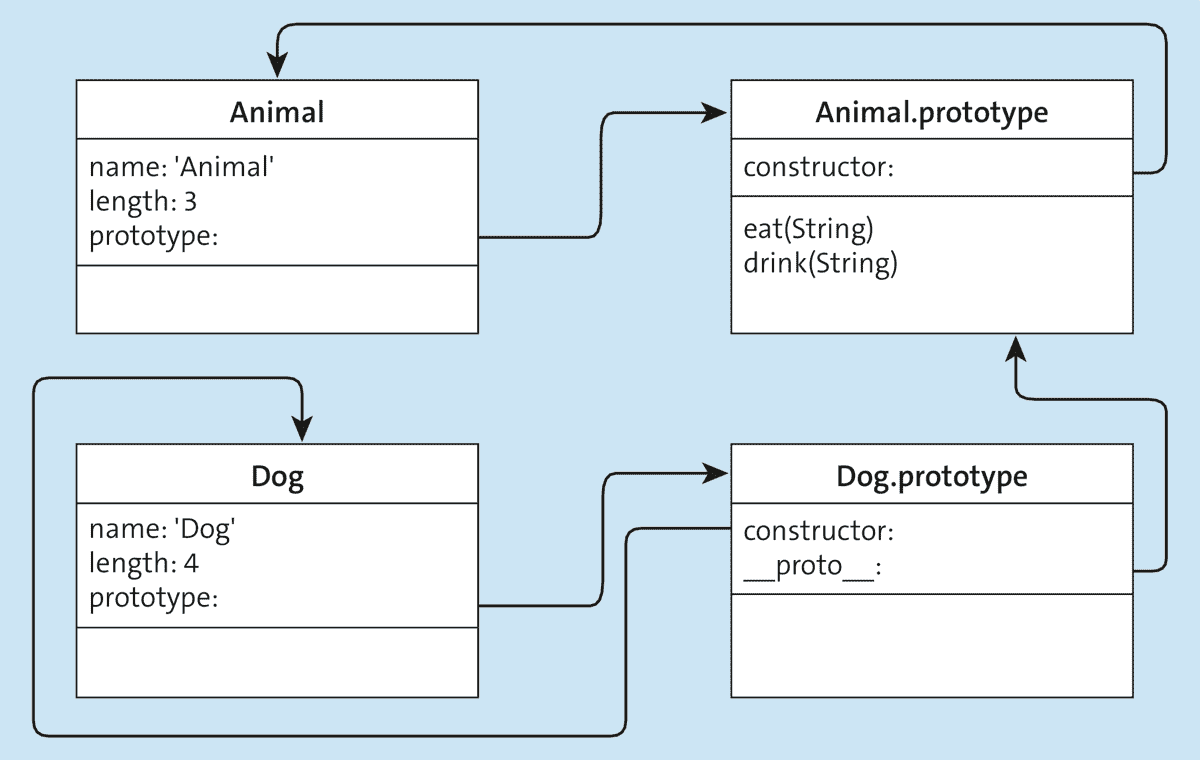 Animal
name: 'Animal'
length: 3
prototype:
Animal.prototype
constructor:
eat(String)
drink(String)
Dog
name: 'Dog'
length: 4
prototype:
Dog.prototype
constructor:
__proto__: